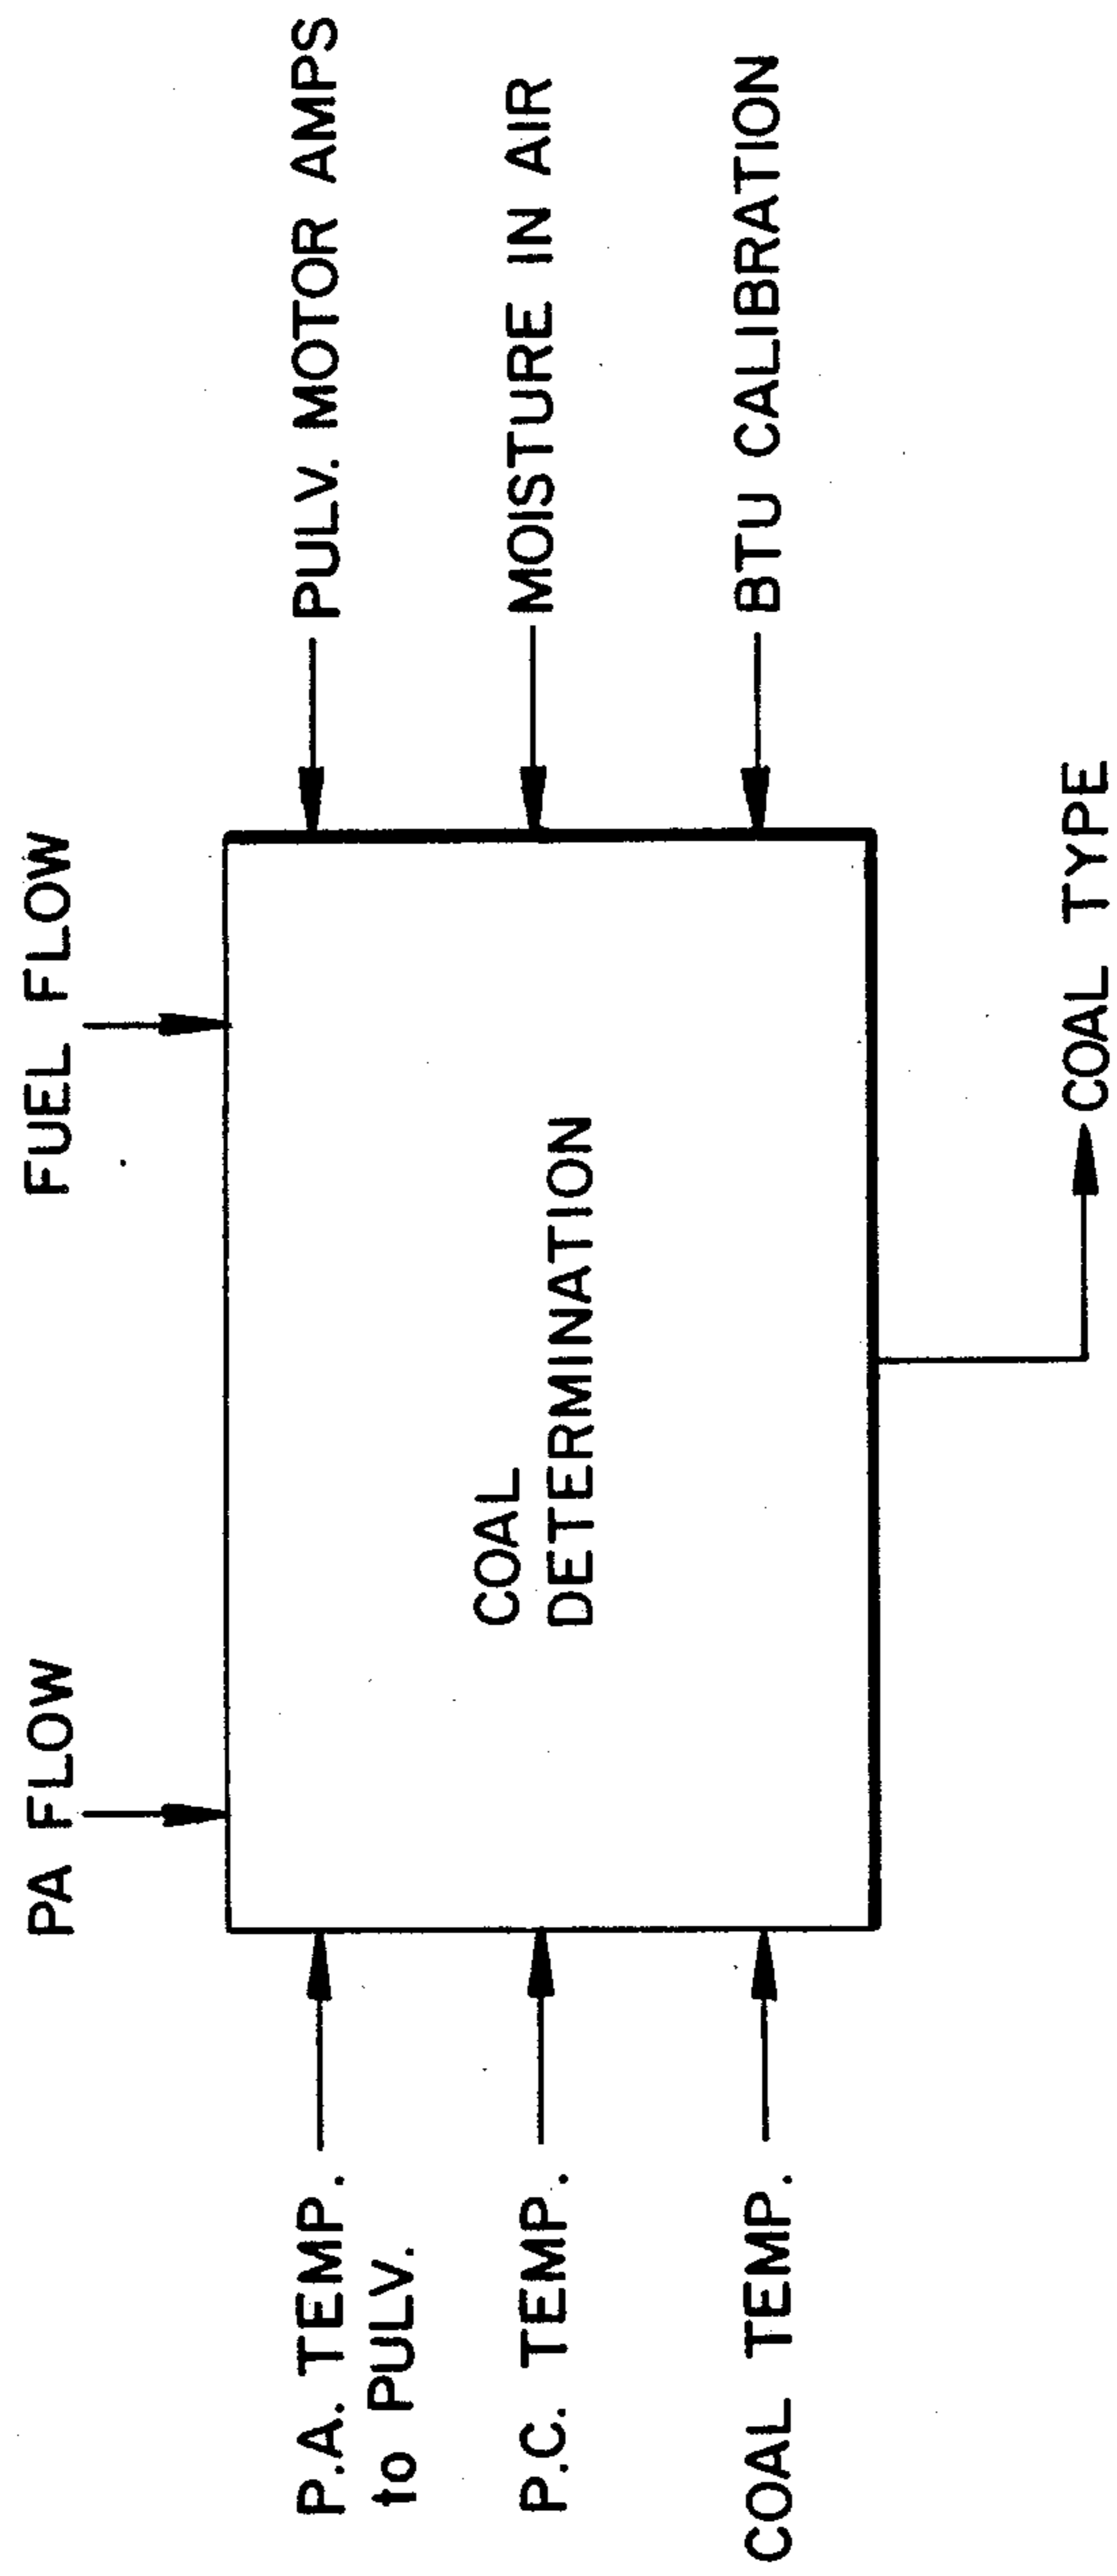 PA FLOW
FUEL FLOW
P.A. TEMP.
to PULV.
P.C. TEMP.
COAL TEMP.
COAL
DETERMINATION
PULV. MOTOR AMPS
MOISTURE IN AIR
BTU CALIBRATION
COAL TYPE